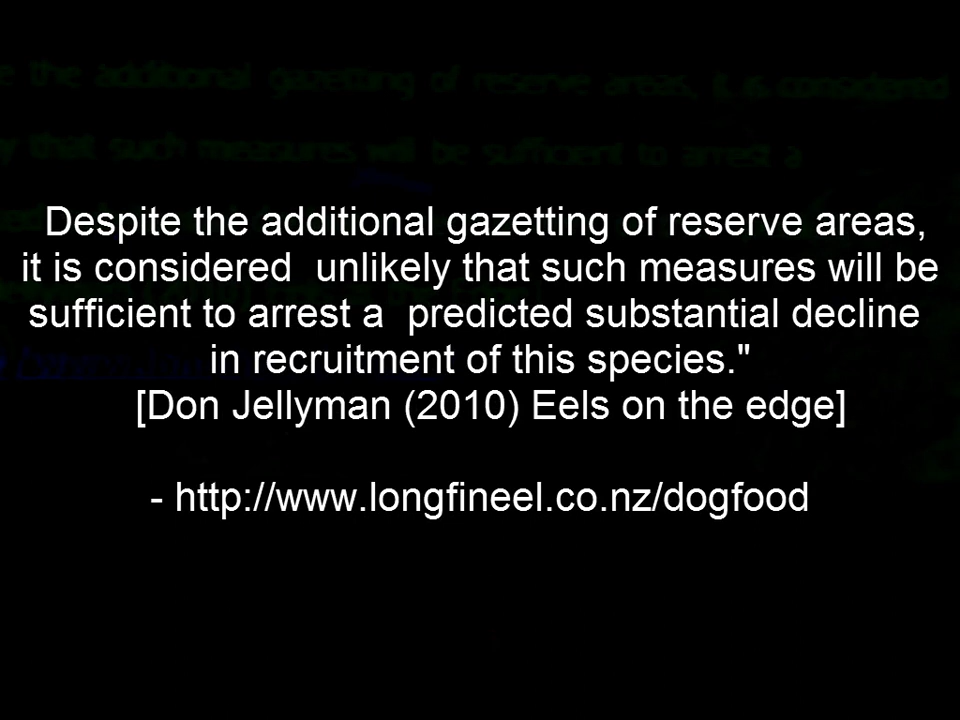 Despite the additional gazetting of reserve areas,
it is considered  unlikely that such measures will be
sufficient to arrest a  predicted substantial decline
in recruitment of this species."
[Don Jellyman (2010) Eels on the edge]
- http://www.longfineel.co.nz/dogfood